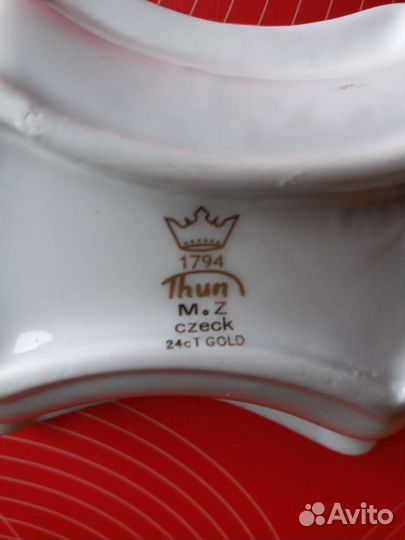 1794
Thun
M.Z
czeck
24cT GOLD
Avito